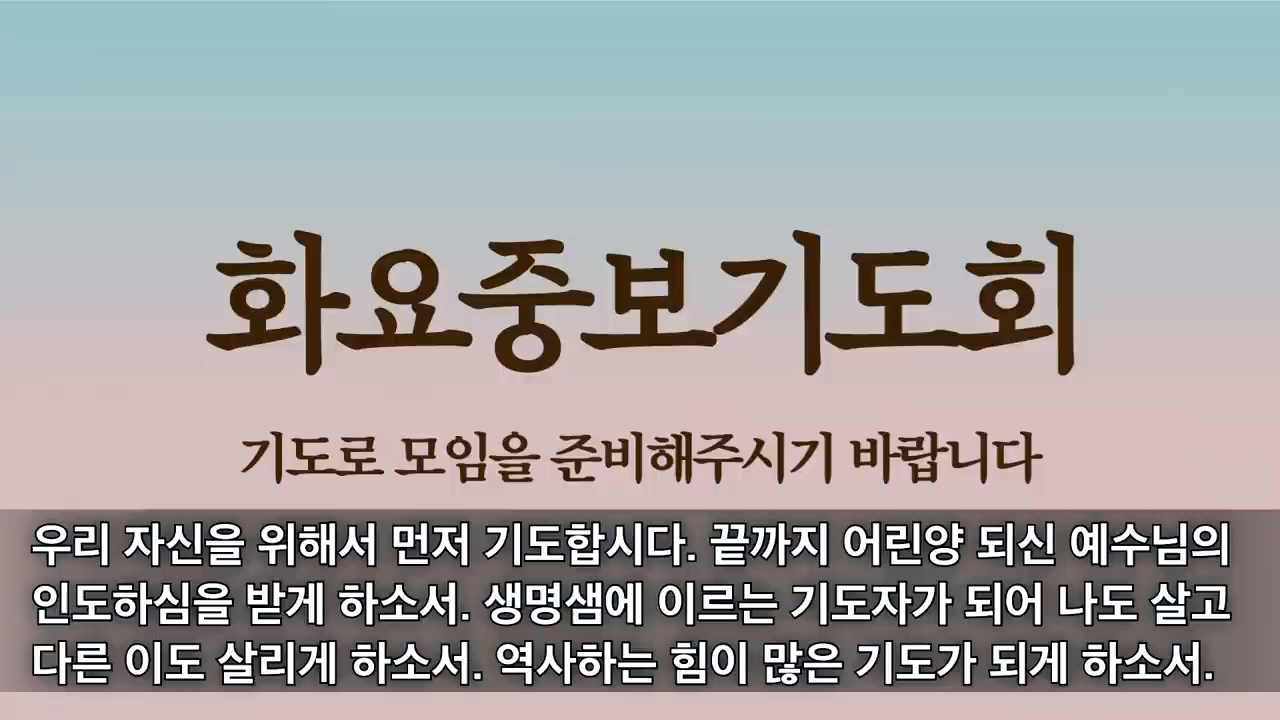 화요중보기도회
기도로 모임을 준비해주시기 바랍니다
우리 자신을 위해서 먼저 기도합시다. 끝까지 어린양 되신 예수님의
인도하심을 받게 하소서. 생명샘에 이르는 기도자가 되어 나도 살고
다른 이도 살리게 하소서. 역사하는 힘이 많은 기도가 되게 하소서.